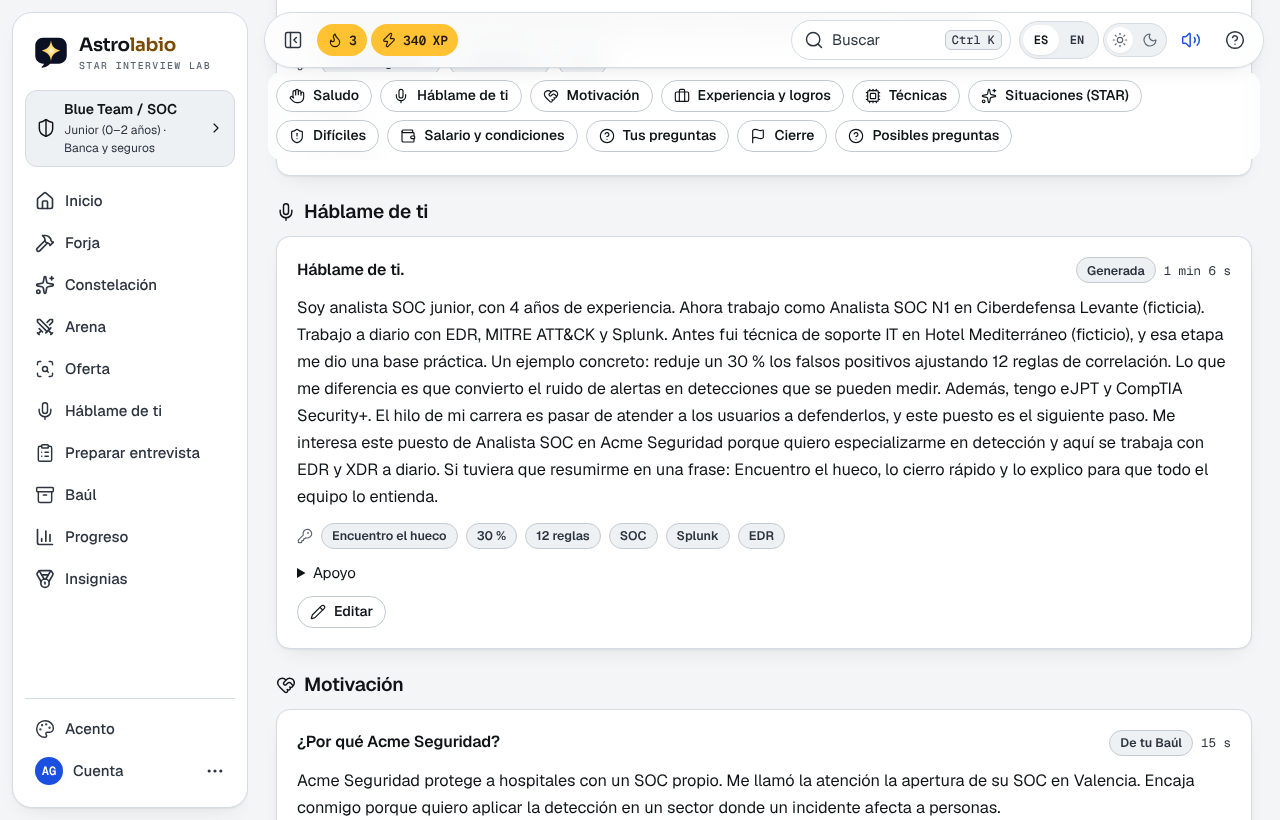 Astrolabio
STAR INTERVIEW LAB
Blue Team / SOC
Junior (0–2 años) ·
Banca y seguros
Inicio
Forja
Constelación
Arena
Oferta
Háblame de ti
Preparar entrevista
Baúl
Progreso
Insignias
Acento
AG Cuenta
3
340 XP
Buscar
Ctrl K
ES EN
Saludo
Háblame de ti
Motivación
Experiencia y logros
Técnicas
Situaciones (STAR)
Difíciles
Salario y condiciones
Tus preguntas
Cierre
Posibles preguntas
Háblame de ti
Háblame de ti.
Generada 1 min 6 s
Soy analista SOC junior, con 4 años de experiencia. Ahora trabajo como Analista SOC N1 en Ciberdefensa Levante (ficticia).
Trabajo a diario con EDR, MITRE ATT&CK y Splunk. Antes fui técnica de soporte IT en Hotel Mediterráneo (ficticio), y esa etapa
me dio una base práctica. Un ejemplo concreto: reduje un 30 % los falsos positivos ajustando 12 reglas de correlación. Lo que
me diferencia es que convierto el ruido de alertas en detecciones que se pueden medir. Además, tengo eJPT y CompTIA
Security+. El hilo de mi carrera es pasar de atender a los usuarios a defenderlos, y este puesto es el siguiente paso. Me
interesa este puesto de Analista SOC en Acme Seguridad porque quiero especializarme en detección y aquí se trabaja con
EDR y XDR a diario. Si tuviera que resumirme en una frase: Encuentro el hueco, lo cierro rápido y lo explico para que todo el
equipo lo entienda.
Encuentro el hueco 30 % 12 reglas SOC Splunk EDR
Apoyo
Editar
Motivación
¿Por qué Acme Seguridad?
De tu Baúl 15 s
Acme Seguridad protege a hospitales con un SOC propio. Me llamó la atención la apertura de su SOC en Valencia. Encaja
conmigo porque quiero aplicar la detección en un sector donde un incidente afecta a personas.